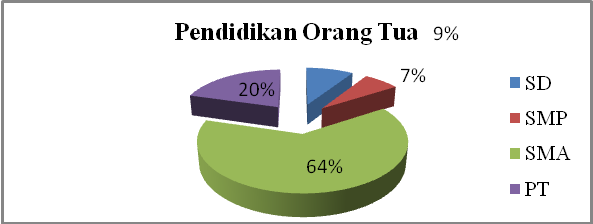 Pendidikan Orang Tua 9%
7%
20%
64%
SD
SMP
SMA
PT